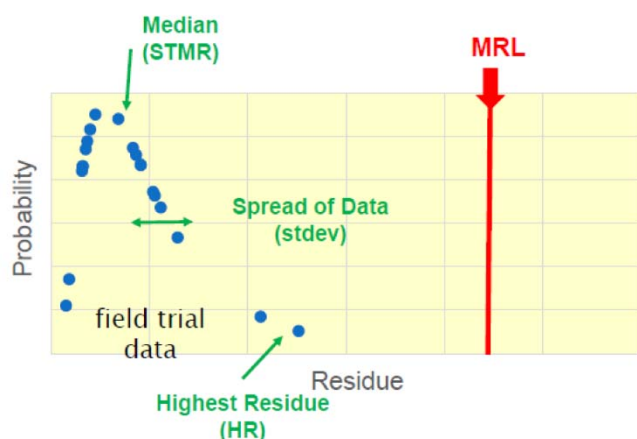 Median
(STMR)
MRL
Probability
Spread of Data
(stdev)
field trial
data
Residue
Highest Residue
(HR)